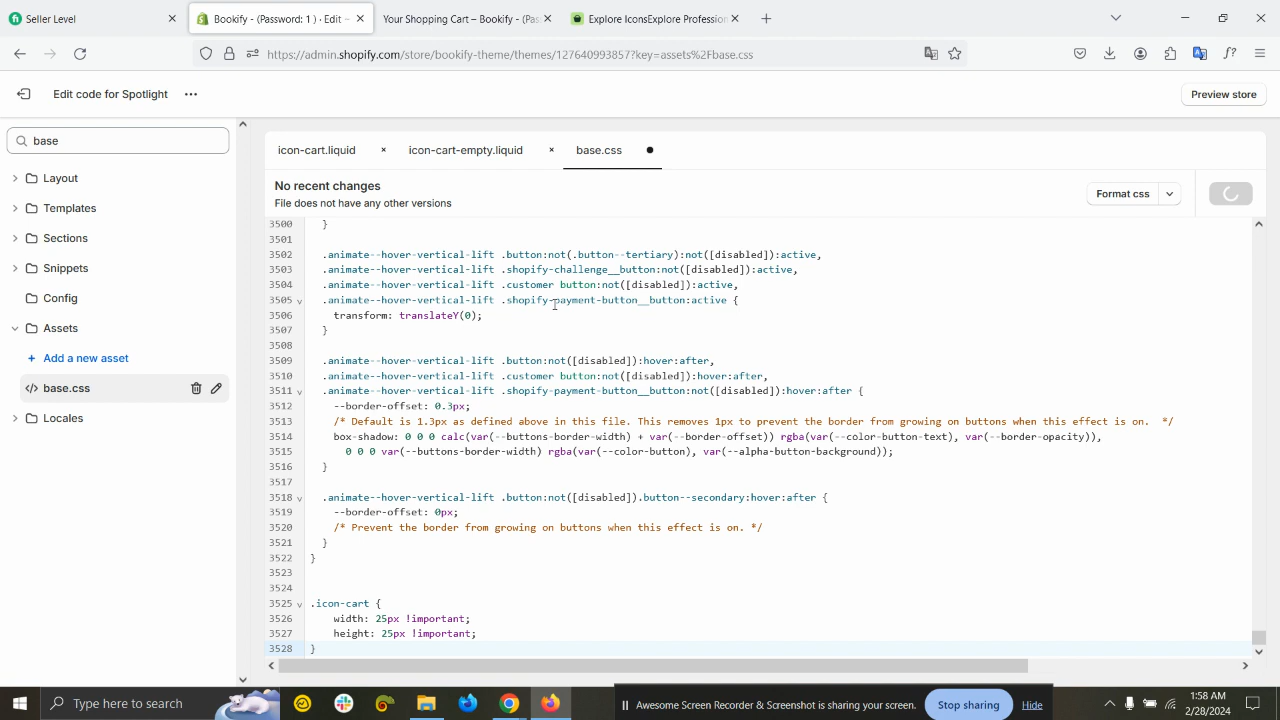 Seller Level
Bookify - (Password: 1 ) · Edit ~
Your Shopping Cart – Bookify - (Pas
Explore IconsExplore Profession
https://admin.shopify.com/store/bookify-theme/themes/127640993857?key=assets%2Fbase.css
Edit code for Spotlight
Preview store
base
Layout
Templates
Sections
Snippets
Config
Assets
+ Add a new asset
</> base.css
Locales
icon-cart.liquid ×
icon-cart-empty.liquid ×
base.css
No recent changes
File does not have any other versions
Format css
3500 }
3501
3502 .animate--hover-vertical-lift .button:not(.button--tertiary):not([disabled]):active,
3503 .animate--hover-vertical-lift .shopify-challenge__button:not([disabled]):active,
3504 .animate--hover-vertical-lift .customer button:not([disabled]):active,
3505 .animate--hover-vertical-lift .shopify-payment-button__button:active {
3506 transform: translateY(0);
3507 }
3508
3509 .animate--hover-vertical-lift .button:not([disabled]):hover:after,
3510 .animate--hover-vertical-lift .customer button:not([disabled]):hover:after,
3511 .animate--hover-vertical-lift .shopify-payment-button__button:not([disabled]):hover:after {
3512 --border-offset: 0.3px;
3513 /* Default is 1.3px as defined above in this file. This removes 1px to prevent the border from growing on buttons when this effect is on.  */
3514 box-shadow: 0 0 0 calc(var(--buttons-border-width) + var(--border-offset)) rgba(var(--color-button-text), var(--border-opacity)),
3515 0 0 0 var(--buttons-border-width) rgba(var(--color-button), var(--alpha-button-background));
3516 }
3517
3518 .animate--hover-vertical-lift .button:not([disabled]).button--secondary:hover:after {
3519 --border-offset: 0px;
3520 /* Prevent the border from growing on buttons when this effect is on. */
3521 }
3522 }
3523
3524
3525 .icon-cart {
3526 width: 25px !important;
3527 height: 25px !important;
3528 }
Type here to search
Awesome Screen Recorder & Screenshot is sharing your screen.
Stop sharing
Hide
1:58 AM
2/28/2024